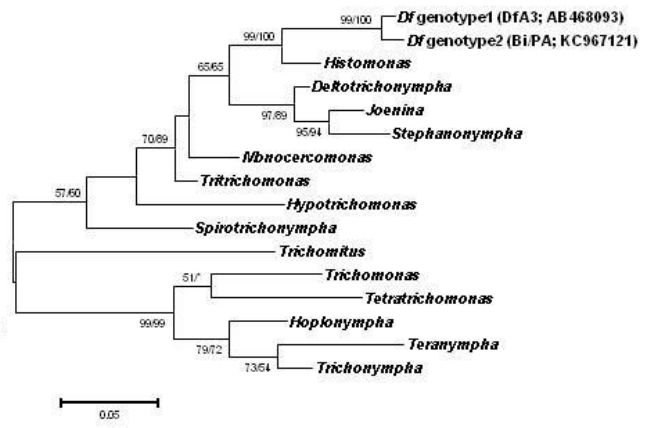 99/100
Df genotype1 (DfA3; AB468093)
99/100
Df genotype2 (Bi/PA; KC967121)
65/65
Histomonas
Deltotrichonympha
97/89
Joenina
95/94
Stephanonympha
70/89
Monocercomonas
Tritrichomonas
57/60
Hypotrichomonas
Spirotrichonympha
Trichomitus
51/*
Trichomonas
Tetratrichomonas
99/99
Hoplonympha
79/72
Teranympha
73/54
Trichonympha
0.05